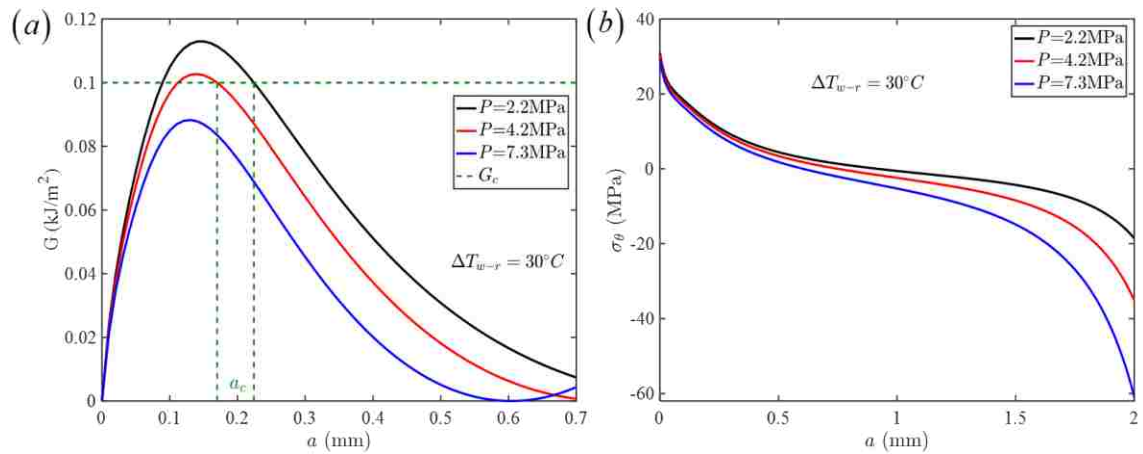 (a)
0.12
0.1
0.08
0.06
0.04
0.02
0
G (kJ/m²)
P=2.2MPa
P=4.2MPa
P=7.3MPa
G_c
ΔT_{w−r} = 30°C
a_c
0 0.1 0.2 0.3 0.4 0.5 0.6 0.7
a (mm)
(b)
40
20
0
-20
-40
-60
σ_θ (MPa)
ΔT_{w−r} = 30°C
P=2.2MPa
P=4.2MPa
P=7.3MPa
0 0.5 1 1.5 2
a (mm)